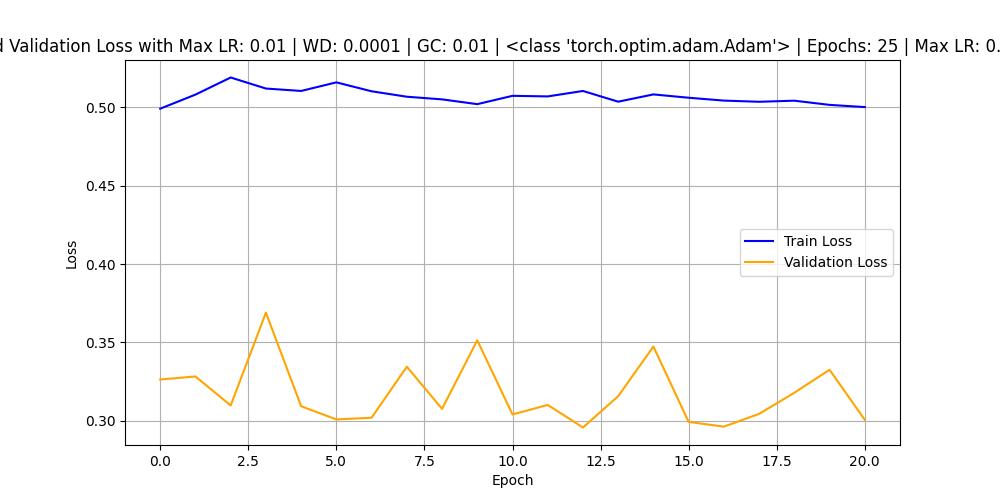 d Validation Loss with Max LR: 0.01 | WD: 0.0001 | GC: 0.01 | <class 'torch.optim.adam.Adam'> | Epochs: 25 | Max LR: 0.
0.50
0.45
0.40
0.35
0.30
Loss
Train Loss
Validation Loss
0.0 2.5 5.0 7.5 10.0 12.5 15.0 17.5 20.0
Epoch